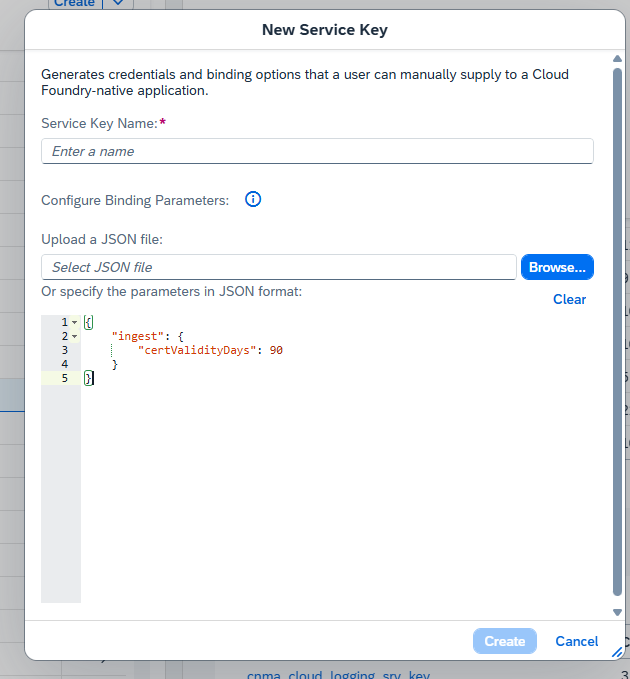 Create
New Service Key
Generates credentials and binding options that a user can manually supply to a Cloud
Foundry-native application.
Service Key Name:*
Enter a name
Configure Binding Parameters:
Upload a JSON file:
Select JSON file
Browse...
Or specify the parameters in JSON format:
Clear
1 {
2 "ingest": {
3 "certValidityDays": 90
4 }
5 }
Create
Cancel
cnma_cloud_logging_srv_key